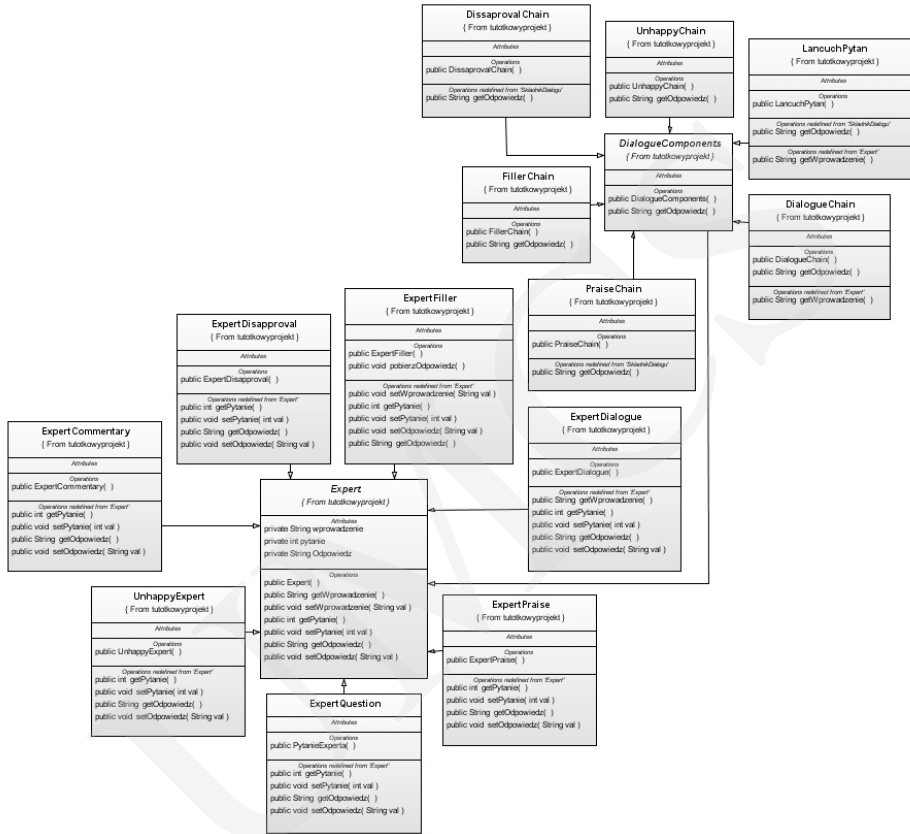 DissaprovalChain
{ From tutotkowyprojekt }
Attributes
Operations
public DissaprovalChain( )
Operations redefined from 'SkladnikDialogu'
public String getOdpowiedz( )
UnhappyChain
{ From tutotkowyprojekt }
Attributes
Operations
public UnhappyChain( )
public String getOdpowiedz( )
LancuchPytan
{ From tutotkowyprojekt }
Attributes
Operations
public LancuchPytan( )
Operations redefined from 'SkladnikDialogu'
public String getOdpowiedz( )
Operations redefined from 'Expert'
public String getWprowadzenie( )
DialogueComponents
{ From tutotkowyprojekt }
Attributes
Operations
public DialogueComponents( )
public String getOdpowiedz( )
FillerChain
{ From tutotkowyprojekt }
Attributes
Operations
public FillerChain( )
public String getOdpowiedz( )
DialogueChain
{ From tutotkowyprojekt }
Attributes
Operations
public DialogueChain( )
public String getOdpowiedz( )
Operations redefined from 'Expert'
public String getWprowadzenie( )
PraiseChain
{ From tutotkowyprojekt }
Attributes
Operations
public PraiseChain( )
Operations redefined from 'SkladnikDialogu'
public String getOdpowiedz( )
ExpertFiller
{ From tutotkowyprojekt }
Attributes
Operations
public ExpertFiller( )
public void pobierzOdpowiedz( )
Operations redefined from 'Expert'
public void setWprowadzenie( String val )
public int getPytanie( )
public void setPytanie( int val )
public void setOdpowiedz( String val )
public String getOdpowiedz( )
ExpertDisapproval
{ From tutotkowyprojekt }
Attributes
Operations
public ExpertDisapproval( )
Operations redefined from 'Expert'
public int getPytanie( )
public void setPytanie( int val )
public String getOdpowiedz( )
public void setOdpowiedz( String val )
ExpertCommentary
{ From tutotkowyprojekt }
Attributes
Operations
public ExpertCommentary( )
Operations redefined from 'Expert'
public int getPytanie( )
public void setPytanie( int val )
public String getOdpowiedz( )
public void setOdpowiedz( String val )
ExpertDialogue
{ From tutotkowyprojekt }
Attributes
Operations
public ExpertDialogue( )
Operations redefined from 'Expert'
public String getWprowadzenie( )
public int getPytanie( )
public void setPytanie( int val )
public String getOdpowiedz( )
public void setOdpowiedz( String val )
Expert
{ From tutotkowyprojekt }
Attributes
private String wprowadzenie
private int pytanie
private String Odpowiedz
Operations
public Expert( )
public String getWprowadzenie( )
public void setWprowadzenie( String val )
public int getPytanie( )
public void setPytanie( int val )
public String getOdpowiedz( )
public void setOdpowiedz( String val )
UnhappyExpert
{ From tutotkowyprojekt }
Attributes
Operations
public UnhappyExpert( )
Operations redefined from 'Expert'
public int getPytanie( )
public void setPytanie( int val )
public String getOdpowiedz( )
public void setOdpowiedz( String val )
ExpertPraise
{ From tutotkowyprojekt }
Attributes
Operations
public ExpertPraise( )
Operations redefined from 'Expert'
public int getPytanie( )
public void setPytanie( int val )
public String getOdpowiedz( )
public void setOdpowiedz( String val )
ExpertQuestion
{ From tutotkowyprojekt }
Attributes
Operations
public PytanieExperta( )
Operations redefined from 'Expert'
public int getPytanie( )
public void setPytanie( int val )
public String getOdpowiedz( )
public void setOdpowiedz( String val )
UMCS